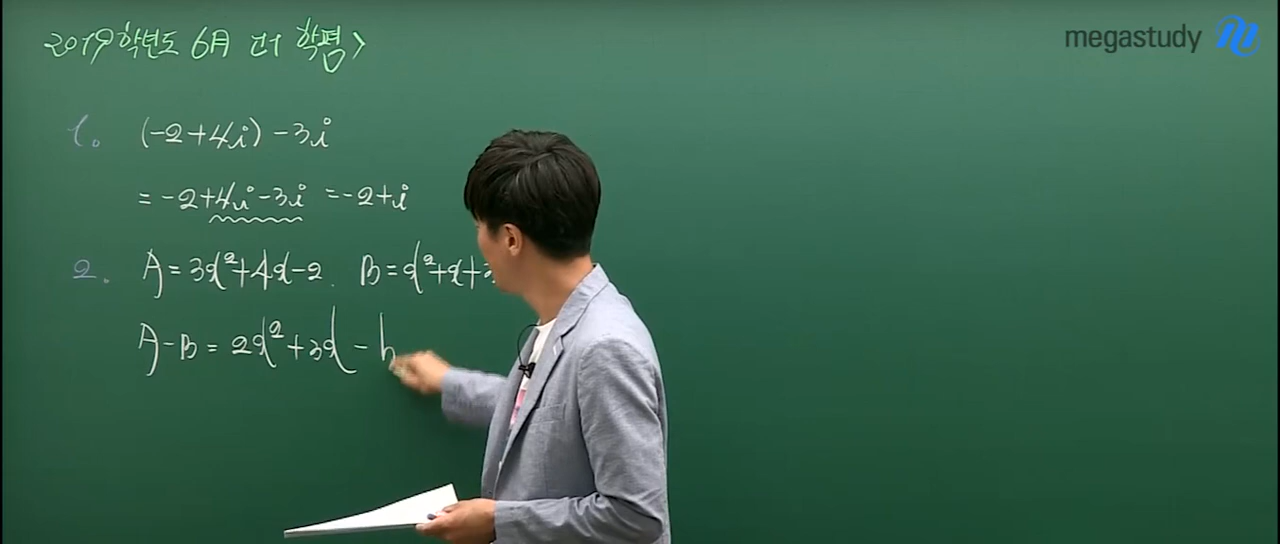 2019학년도 6月 고1 학평>
megastudy
1. (-2+4i)-3i
= -2+4i-3i = -2+i
2. A=3x²+4x-2. B=x²+x+
A-B = 2x²+3x-